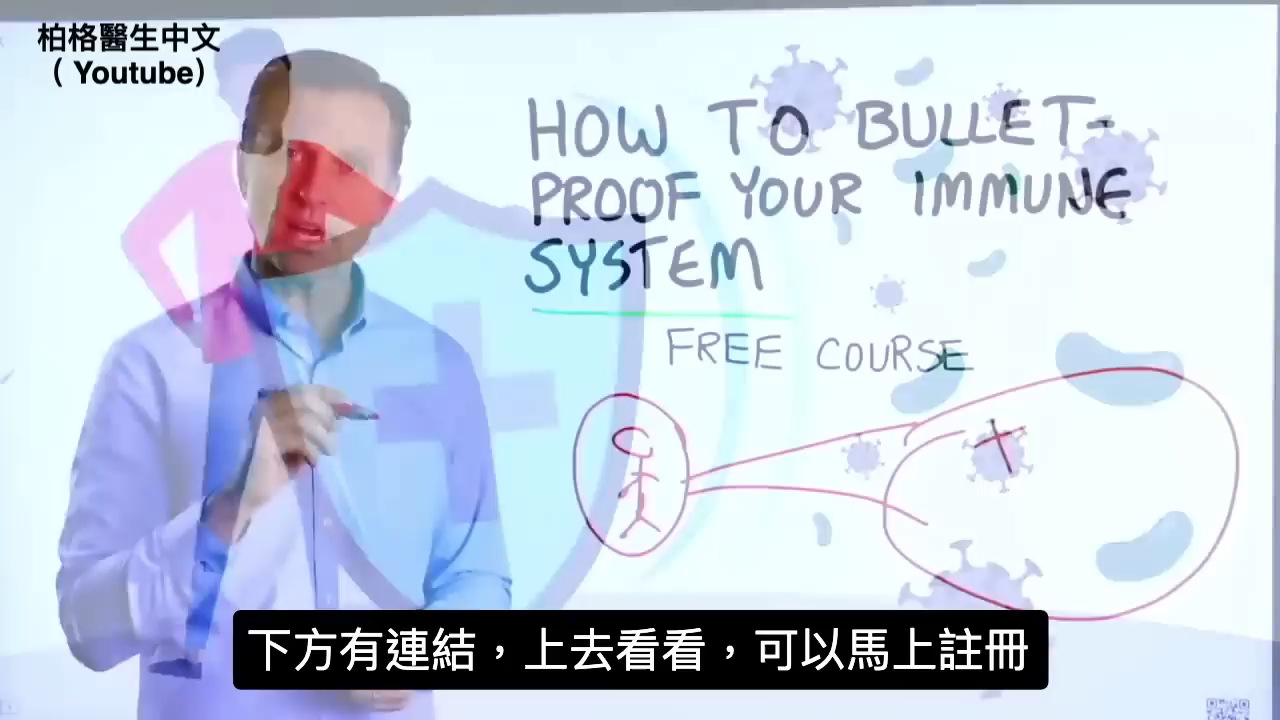 柏格醫生中文
（ Youtube）
HOW TO BULLET-
PROOF YOUR IMMUNE
SYSTEM
FREE COURSE
下方有連結，上去看看，可以馬上註冊